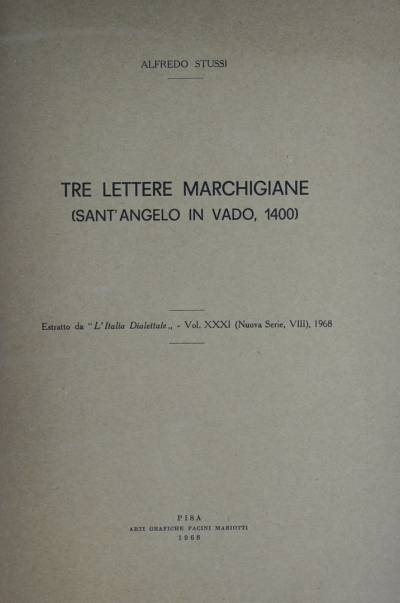 ALFREDO STUSSI
TRE LETTERE MARCHIGIANE
(SANT'ANGELO IN VADO, 1400)
Estratto da "L'Italia Dialettale„ - Vol. XXXI (Nuova Serie, VIII), 1968
PISA
ARTI GRAFICHE PACINI MARIOTTI
1968